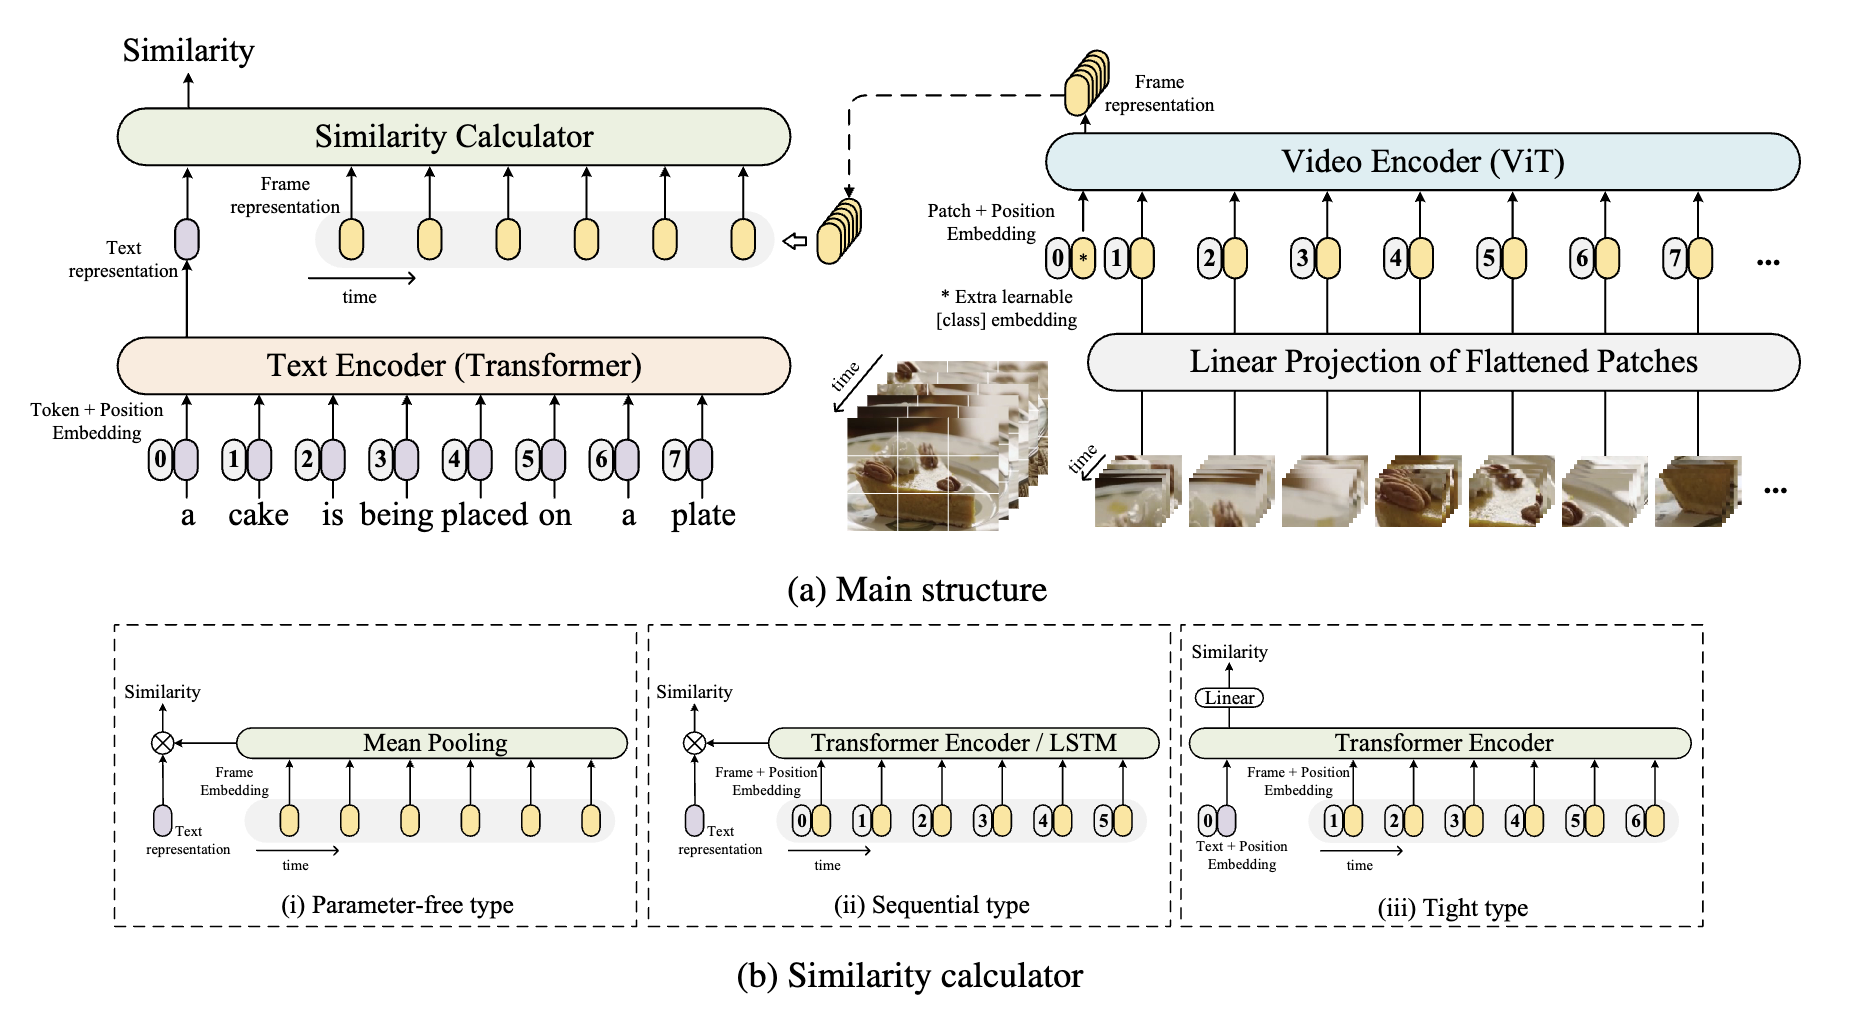 Similarity
Similarity Calculator
Frame
representation
Text
representation
time
Text Encoder (Transformer)
Token + Position
Embedding
0 1 2 3 4 5 6 7
a cake is being placed on a plate
Frame
representation
Video Encoder (ViT)
Patch + Position
Embedding
0 * 1 2 3 4 5 6 7 ...
* Extra learnable
[class] embedding
Linear Projection of Flattened Patches
time
time
...
(a) Main structure
Similarity
Mean Pooling
Frame
Embedding
Text
representation
time
(i) Parameter-free type
Similarity
Transformer Encoder / LSTM
Frame + Position
Embedding
0 1 2 3 4 5
Text
representation
time
(ii) Sequential type
Similarity
Linear
Transformer Encoder
Frame + Position
Embedding
0 1 2 3 4 5 6
Text + Position
Embedding
time
(iii) Tight type
(b) Similarity calculator